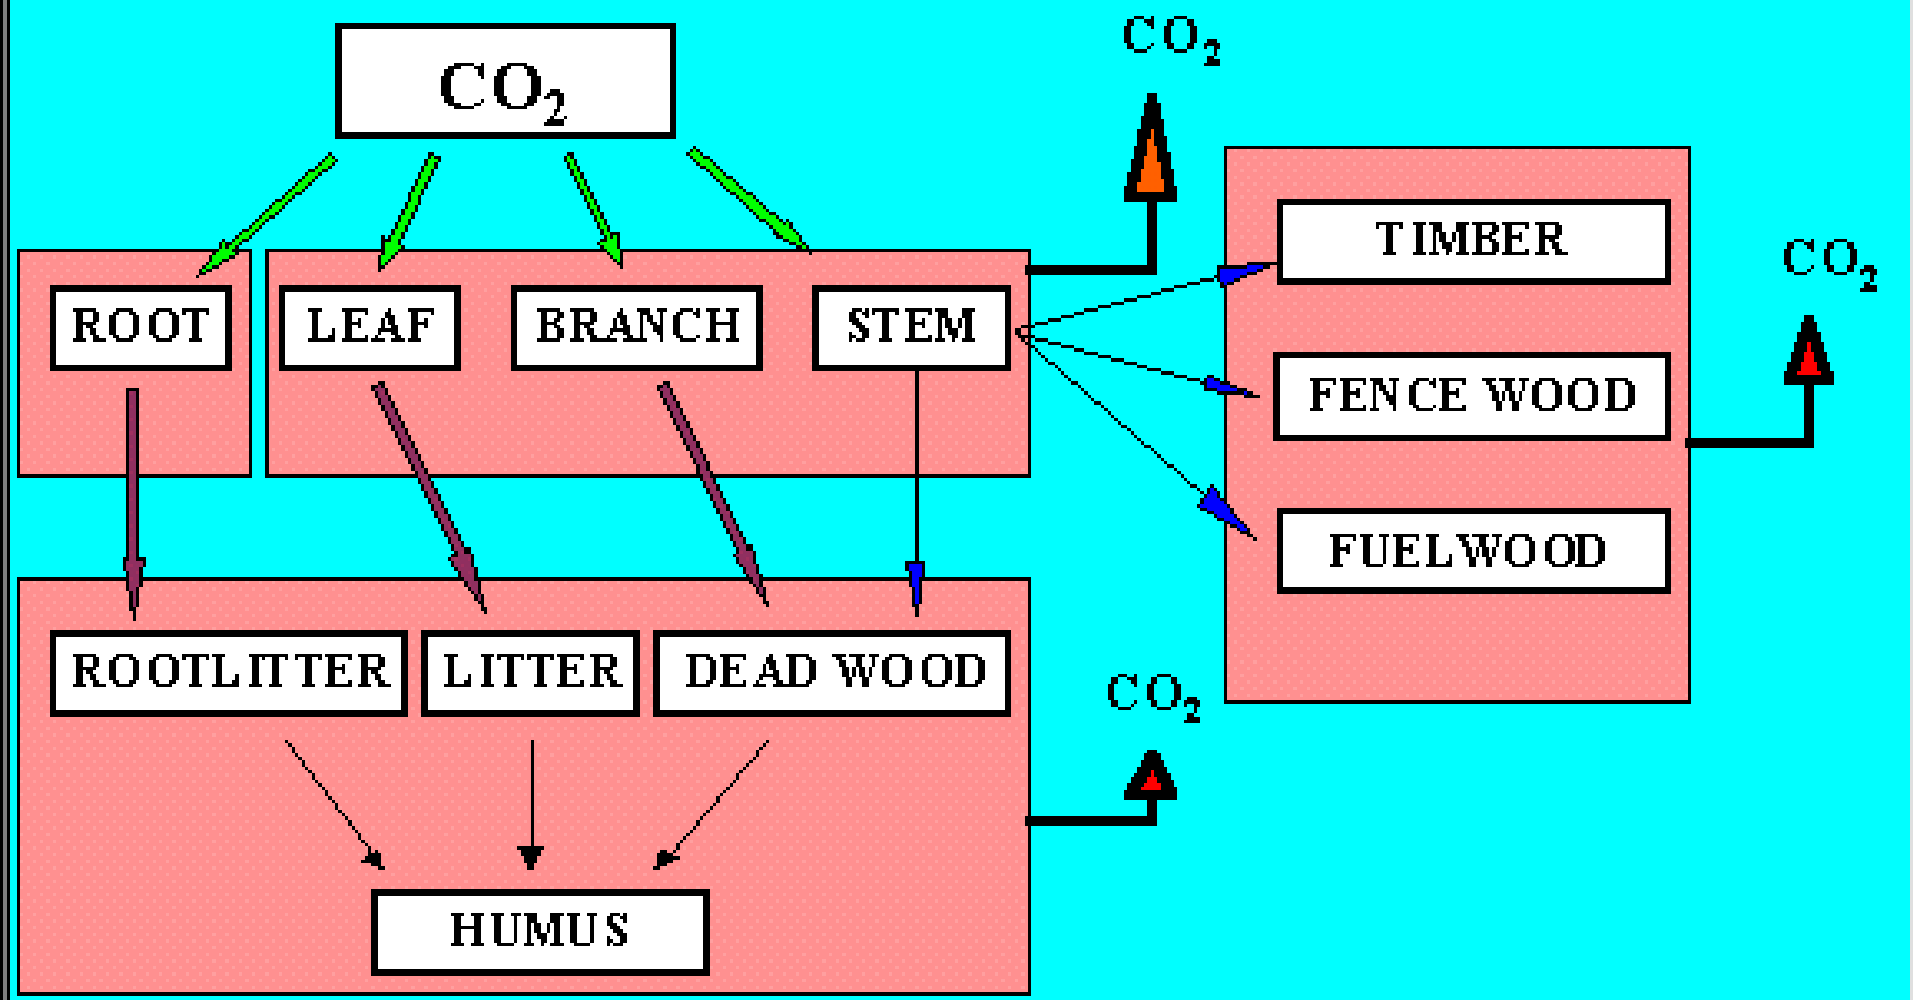 CO₂
CO₂
TIMBER
CO₂
ROOT
LEAF
BRANCH
STEM
FENCE WOOD
FUELWOOD
ROOTLITTER
LITTER
DEAD WOOD
CO₂
HUMUS